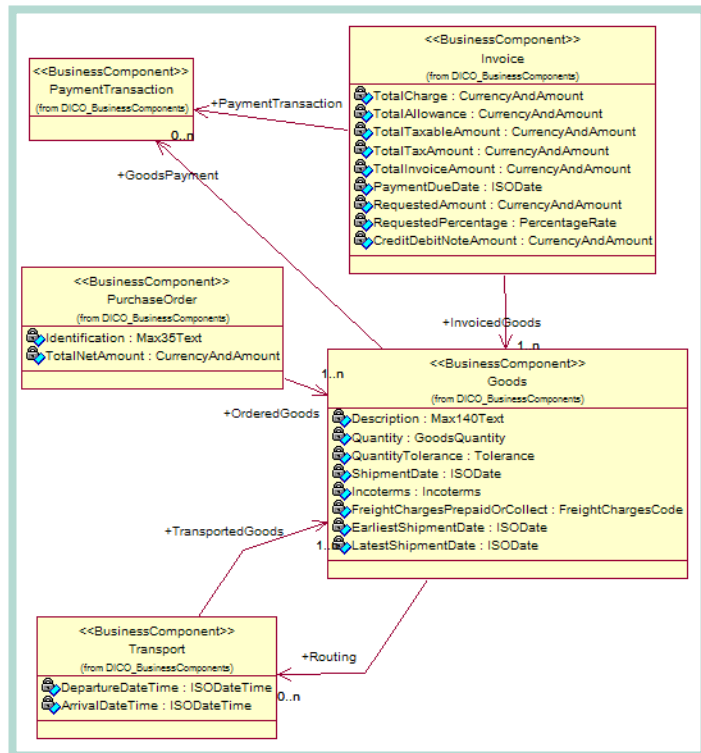 <<BusinessComponent>>
PaymentTransaction
(from DICO_BusinessComponents)
0..n
+PaymentTransaction
<<BusinessComponent>>
Invoice
(from DICO_BusinessComponents)
TotalCharge : CurrencyAndAmount
TotalAllowance : CurrencyAndAmount
TotalTaxableAmount : CurrencyAndAmount
TotalTaxAmount : CurrencyAndAmount
TotalInvoiceAmount : CurrencyAndAmount
PaymentDueDate : ISODate
RequestedAmount : CurrencyAndAmount
RequestedPercentage : PercentageRate
CreditDebitNoteAmount : CurrencyAndAmount
+GoodsPayment
<<BusinessComponent>>
PurchaseOrder
(from DICO_BusinessComponents)
Identification : Max35Text
TotalNetAmount : CurrencyAndAmount
+InvoicedGoods
1..n
1..n
+OrderedGoods
<<BusinessComponent>>
Goods
(from DICO_BusinessComponents)
Description : Max140Text
Quantity : GoodsQuantity
QuantityTolerance : Tolerance
ShipmentDate : ISODate
Incoterms : Incoterms
FreightChargesPrepaidOrCollect : FreightChargesCode
EarliestShipmentDate : ISODate
LatestShipmentDate : ISODate
+TransportedGoods
+Routing
<<BusinessComponent>>
Transport
(from DICO_BusinessComponents)
DepartureDateTime : ISODateTime
ArrivalDateTime : ISODateTime
0..n